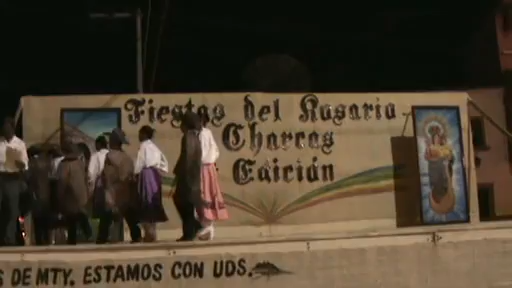 Fiestas del Rosario
Charcas
Edición
S DE MTY. ESTAMOS CON UDS.